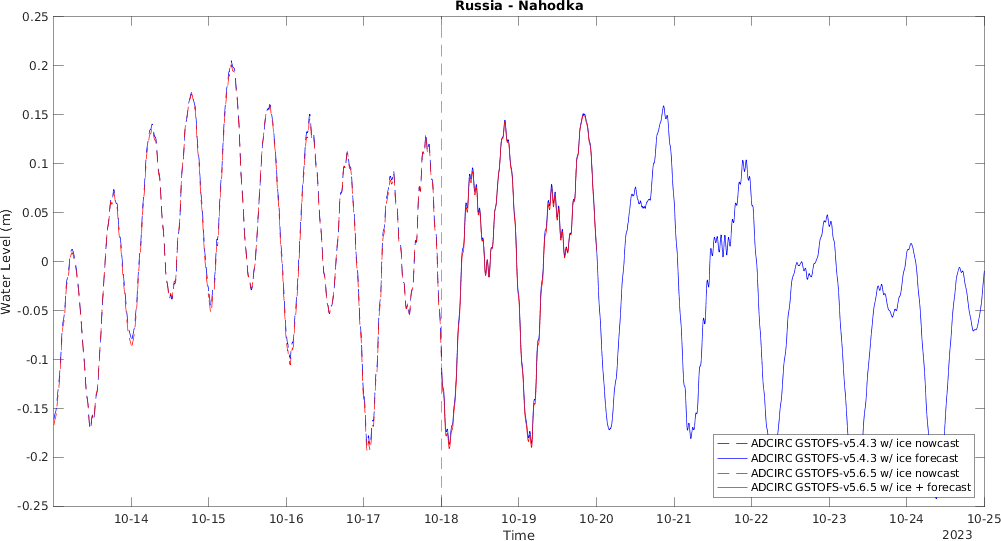 Russia - Nahodka
0.25
0.2
0.15
0.1
0.05
0
-0.05
-0.1
-0.15
-0.2
-0.25
Water Level (m)
ADCIRC GSTOFS-v5.4.3 w/ ice nowcast
ADCIRC GSTOFS-v5.4.3 w/ ice forecast
ADCIRC GSTOFS-v5.6.5 w/ ice nowcast
ADCIRC GSTOFS-v5.6.5 w/ ice + forecast
10-14 10-15 10-16 10-17 10-18 10-19 10-20 10-21 10-22 10-23 10-24 10-25
Time
2023